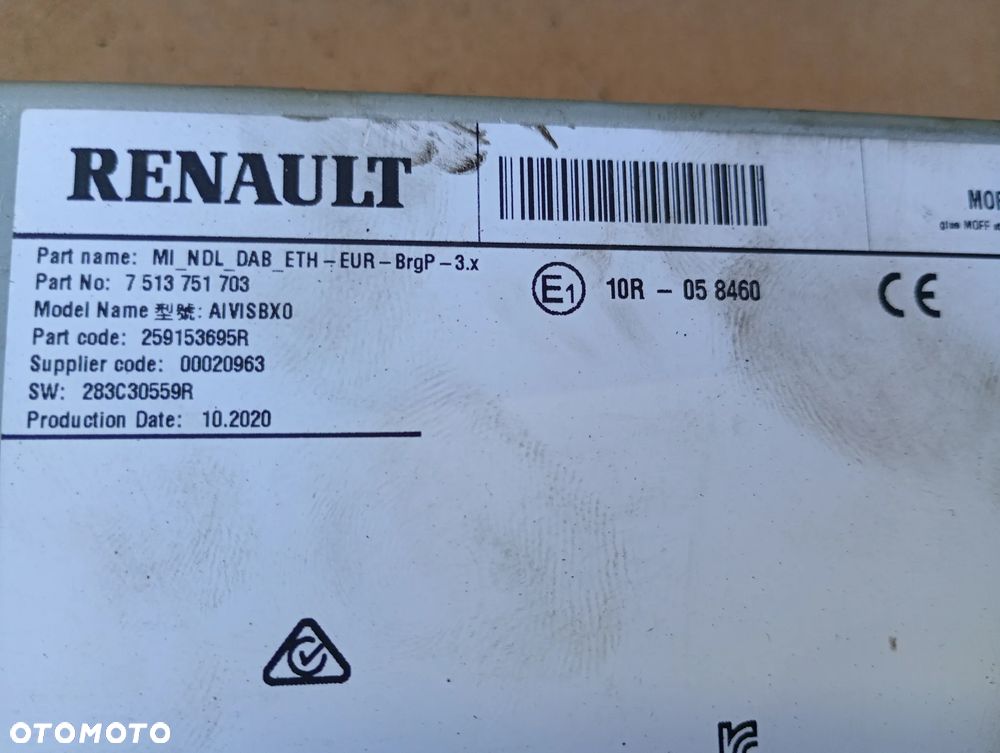 RENAULT
Part name: MI_NDL_DAB_ETH-EUR-BrgP-3.x
Part No: 7 513 751 703
Model Name 型號: AIVISBX0
Part code: 259153695R
Supplier code: 00020963
SW: 283C30559R
Production Date: 10.2020
E1 10R - 05 8460
CE
OTOMOTO